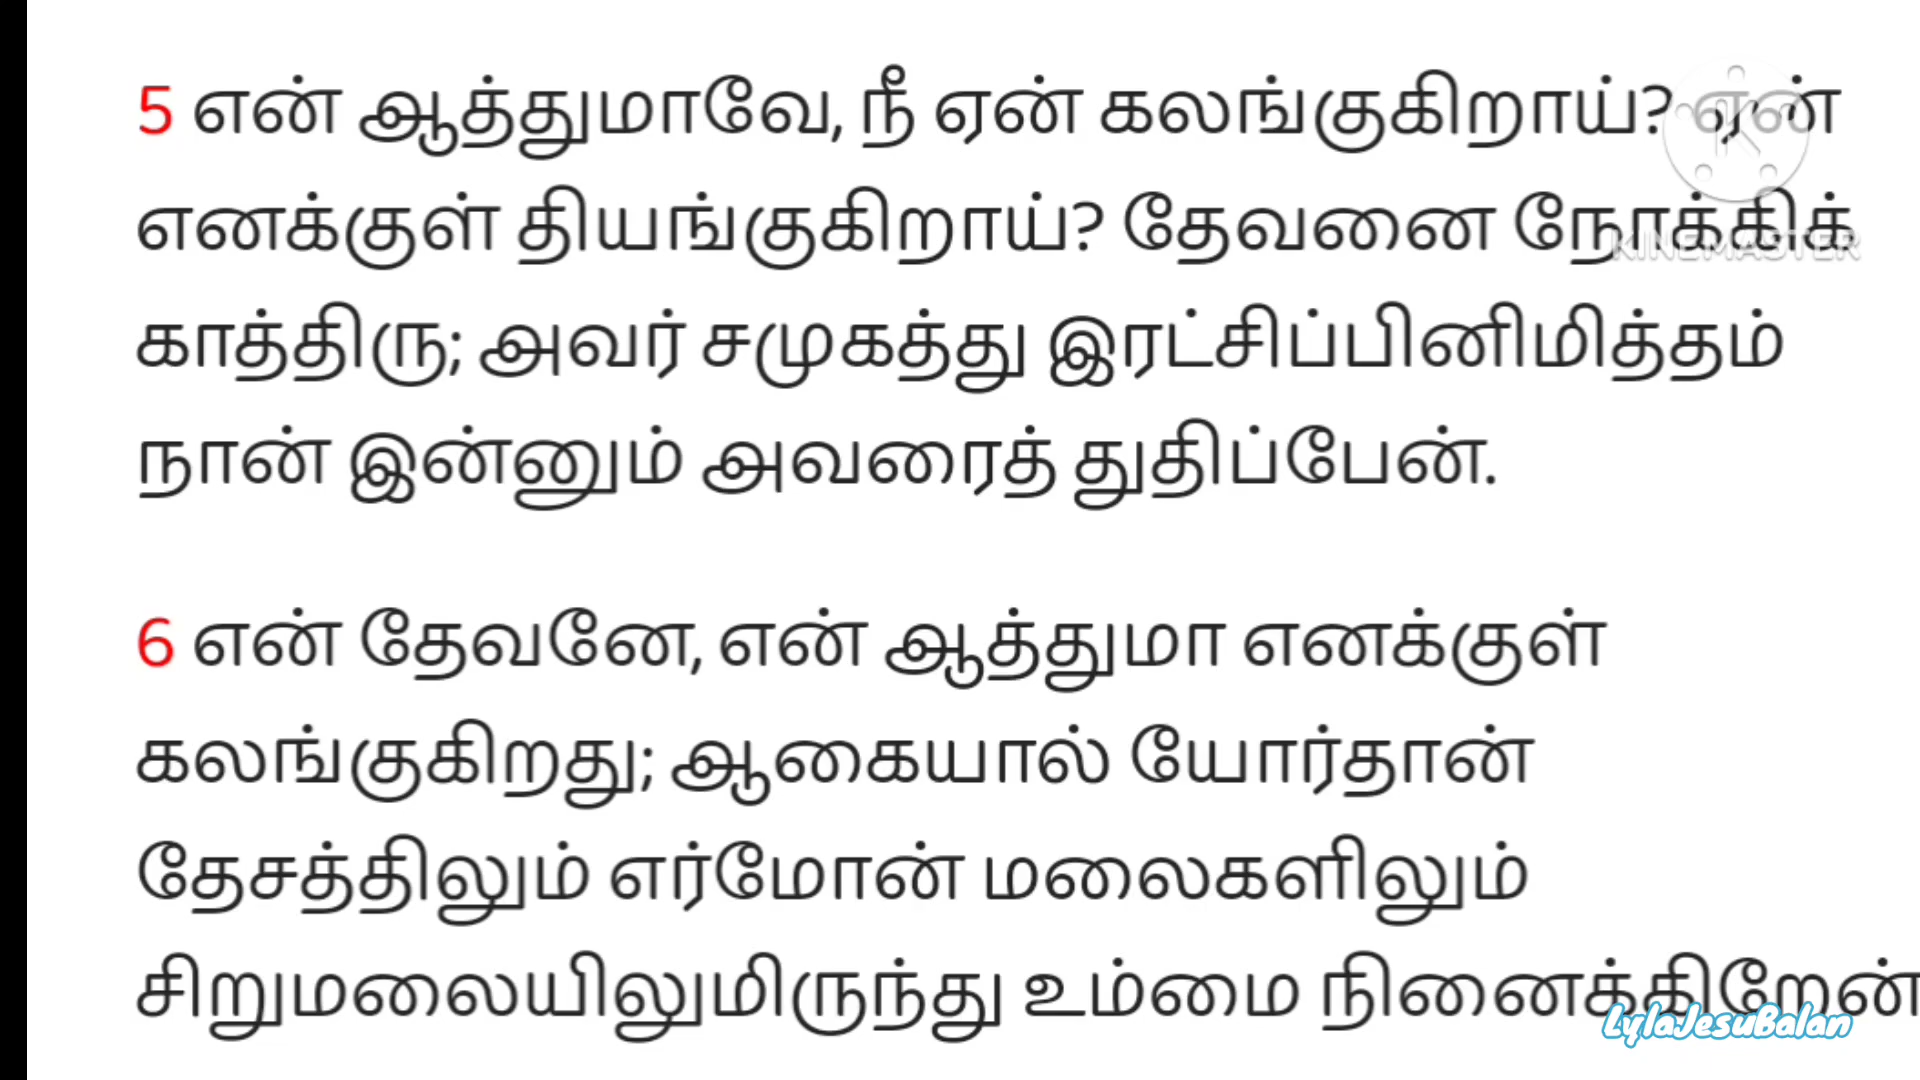 5 என் ஆத்துமாவே, நீ ஏன் கலங்குகிறாய்? ஏன்
எனக்குள் தியங்குகிறாய்? தேவனை நோக்கிக்
காத்திரு; அவர் சமுகத்து இரட்சிப்பினிமித்தம்
நான் இன்னும் அவரைத் துதிப்பேன்.
6 என் தேவனே, என் ஆத்துமா எனக்குள்
கலங்குகிறது; ஆகையால் யோர்தான்
தேசத்திலும் எர்மோன் மலைகளிலும்
சிறுமலையிலுமிருந்து உம்மை நினைக்கிறேன்
K
KINEMASTER
LylaJesuBalan